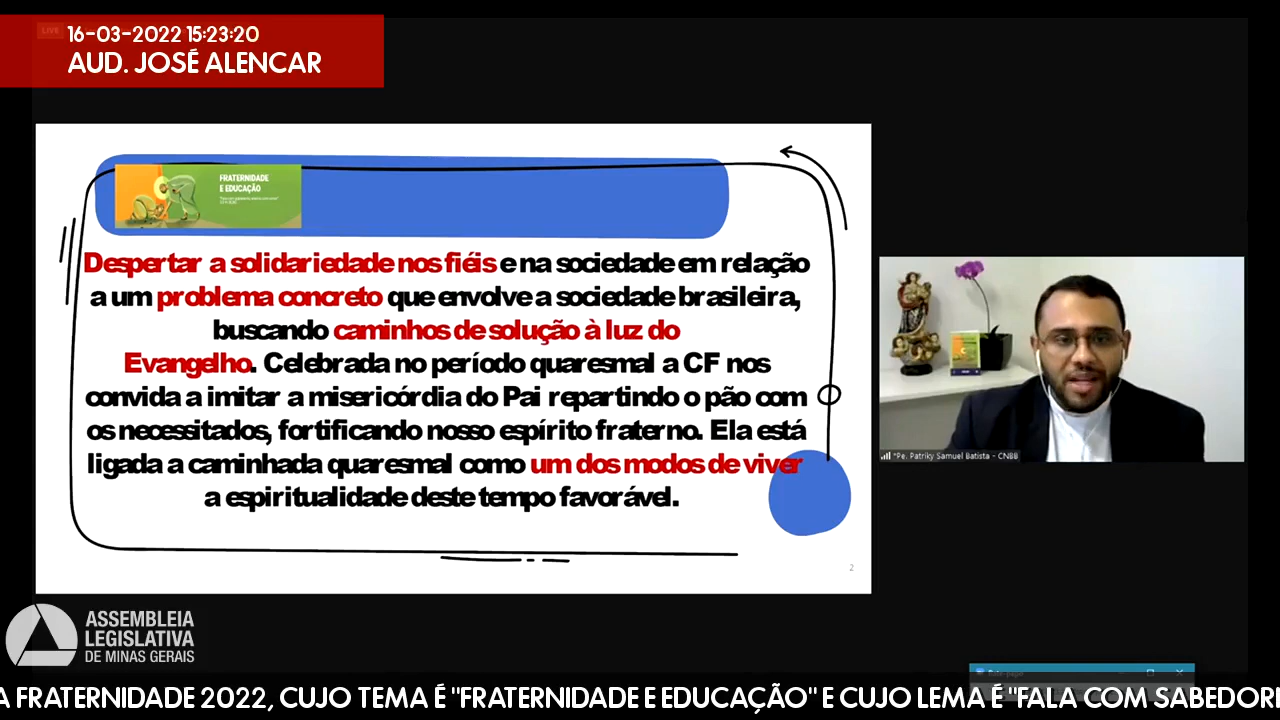 LIVE
16-03-2022 15:23:20
AUD. JOSÉ ALENCAR
FRATERNIDADE
E EDUCAÇÃO
Despertar a solidariedade nos fiéis e na sociedade em relação
a um problema concreto que envolve a sociedade brasileira,
buscando caminhos de solução à luz do
Evangelho. Celebrada no período quaresmal a CF nos
convida a imitar a misericórdia do Pai repartindo o pão com
os necessitados, fortificando nosso espírito fraterno. Ela está
ligada a caminhada quaresmal como um dos modos de viver
a espiritualidade deste tempo favorável.
2
*Pe. Patriky Samuel Batista - CNBB
ASSEMBLEIA
LEGISLATIVA
DE MINAS GERAIS
A FRATERNIDADE 2022, CUJO TEMA É "FRATERNIDADE E EDUCAÇÃO" E CUJO LEMA É "FALA COM SABEDORI